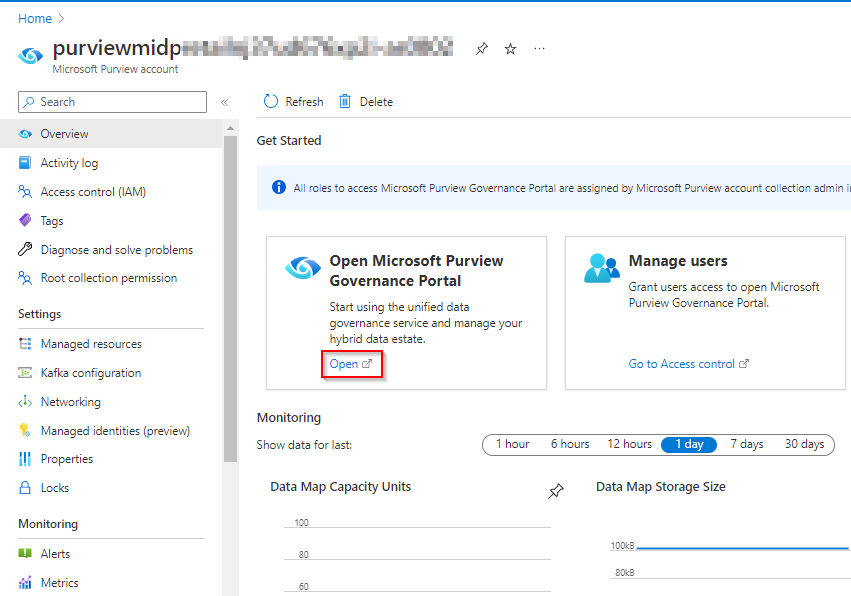 Home
purviewmidp
Microsoft Purview account
Search
Refresh
Delete
Overview
Activity log
Access control (IAM)
Tags
Diagnose and solve problems
Root collection permission
Settings
Managed resources
Kafka configuration
Networking
Managed identities (preview)
Properties
Locks
Monitoring
Alerts
Metrics
Get Started
All roles to access Microsoft Purview Governance Portal are assigned by Microsoft Purview account collection admin
Open Microsoft Purview
Governance Portal
Start using the unified data
governance service and manage your
hybrid data estate.
Open
Manage users
Grant users access to open Microsoft
Purview Governance Portal.
Go to Access control
Monitoring
Show data for last:
1 hour 6 hours 12 hours 1 day 7 days 30 days
Data Map Capacity Units
100
80
60
Data Map Storage Size
100kB
80kB